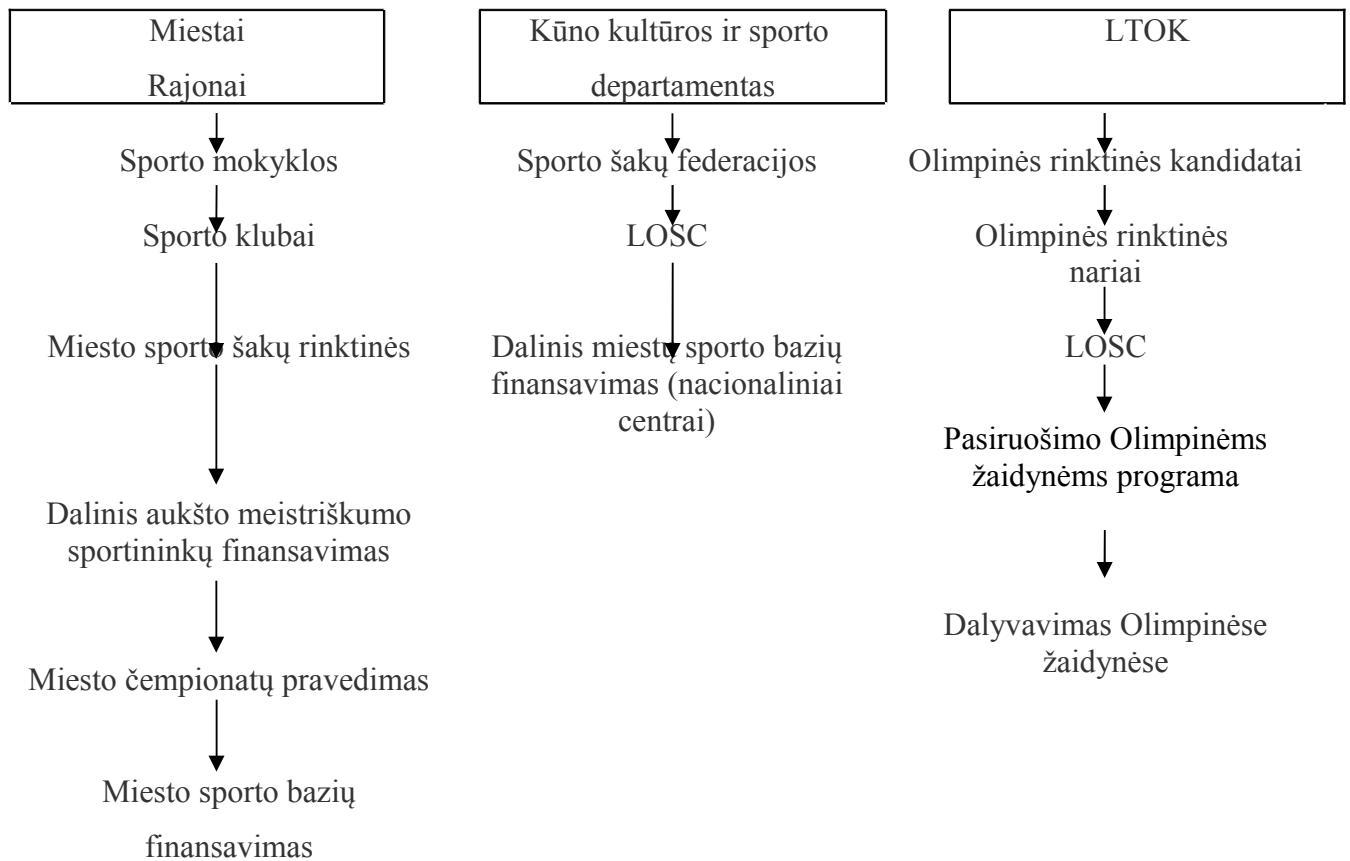 Miestai
Rajonai
Sporto mokyklos
Sporto klubai
Miesto sporto šakų rinktinės
Dalinis aukšto meistriškumo
sportininkų finansavimas
Miesto čempionatų pravedimas
Miesto sporto bazių
finansavimas
Kūno kultūros ir sporto
departamentas
Sporto šakų federacijos
LOSC
Dalinis miestų sporto bazių
finansavimas (nacionaliniai
centrai)
LTOK
Olimpinės rinktinės kandidatai
Olimpinės rinktinės
nariai
LOSC
Pasiruošimo Olimpinėms
žaidynėms programa
Dalyvavimas Olimpinėse
žaidynėse